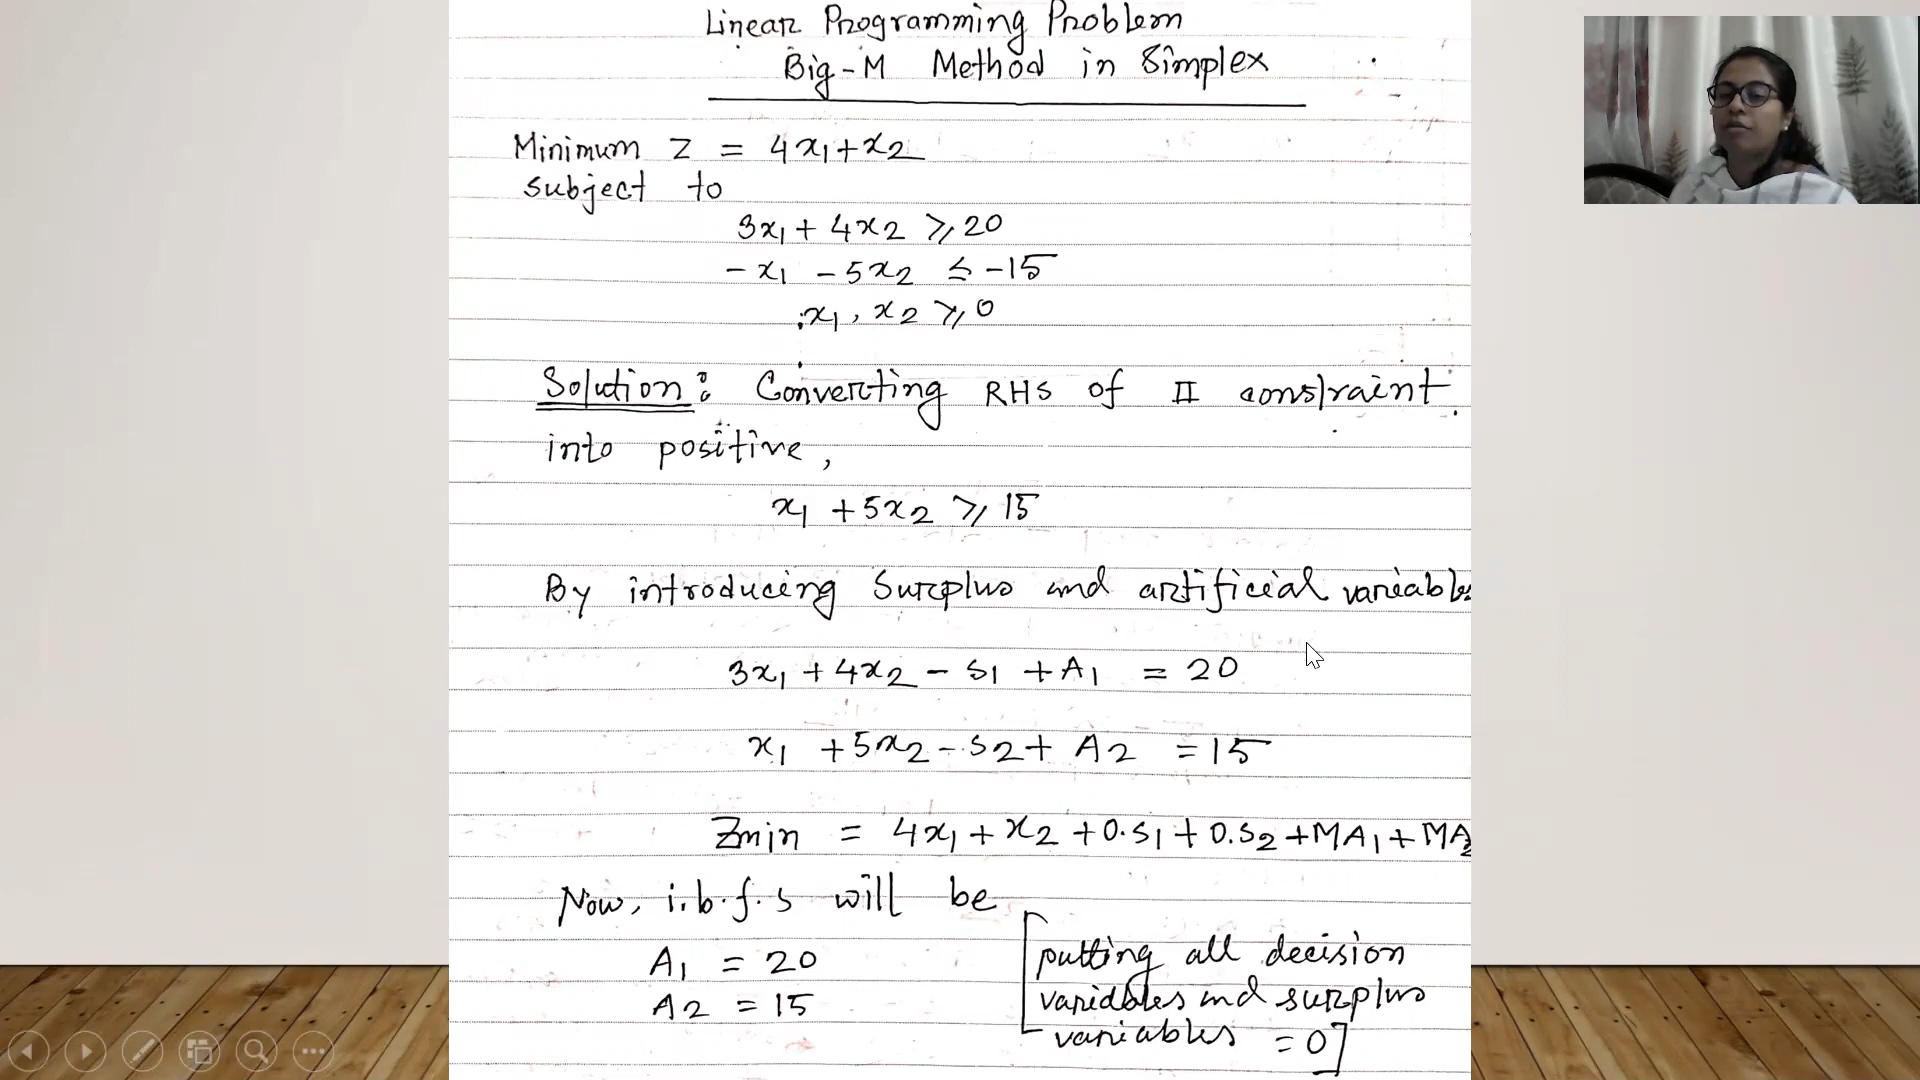 Linear Programming Problem
Big-M Method in Simplex
Minimum Z = 4x₁+x₂
subject to
3x₁ + 4x₂ ≥ 20
-x₁ - 5x₂ ≤ -15
x₁, x₂ ≥ 0
Solution: Converting RHS of II constraint
into positive,
x₁ + 5x₂ ≥ 15
By introducing Surplus and artificial variables
3x₁ + 4x₂ - S₁ + A₁ = 20
x₁ + 5x₂ - S₂ + A₂ = 15
Zmin = 4x₁ + x₂ + 0.S₁ + 0.S₂ + MA₁ + MA₂
Now, i.b.f.s will be
A₁ = 20
A₂ = 15
[putting all decision
variables and surplus
variables = 0]